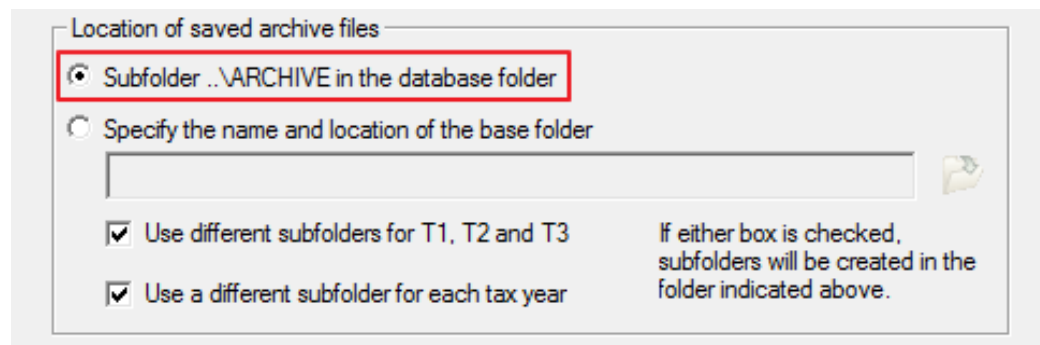 Location of saved archive files
Subfolder ..\ARCHIVE in the database folder
Specify the name and location of the base folder
Use different subfolders for T1, T2 and T3
If either box is checked,
subfolders will be created in the
folder indicated above.
Use a different subfolder for each tax year